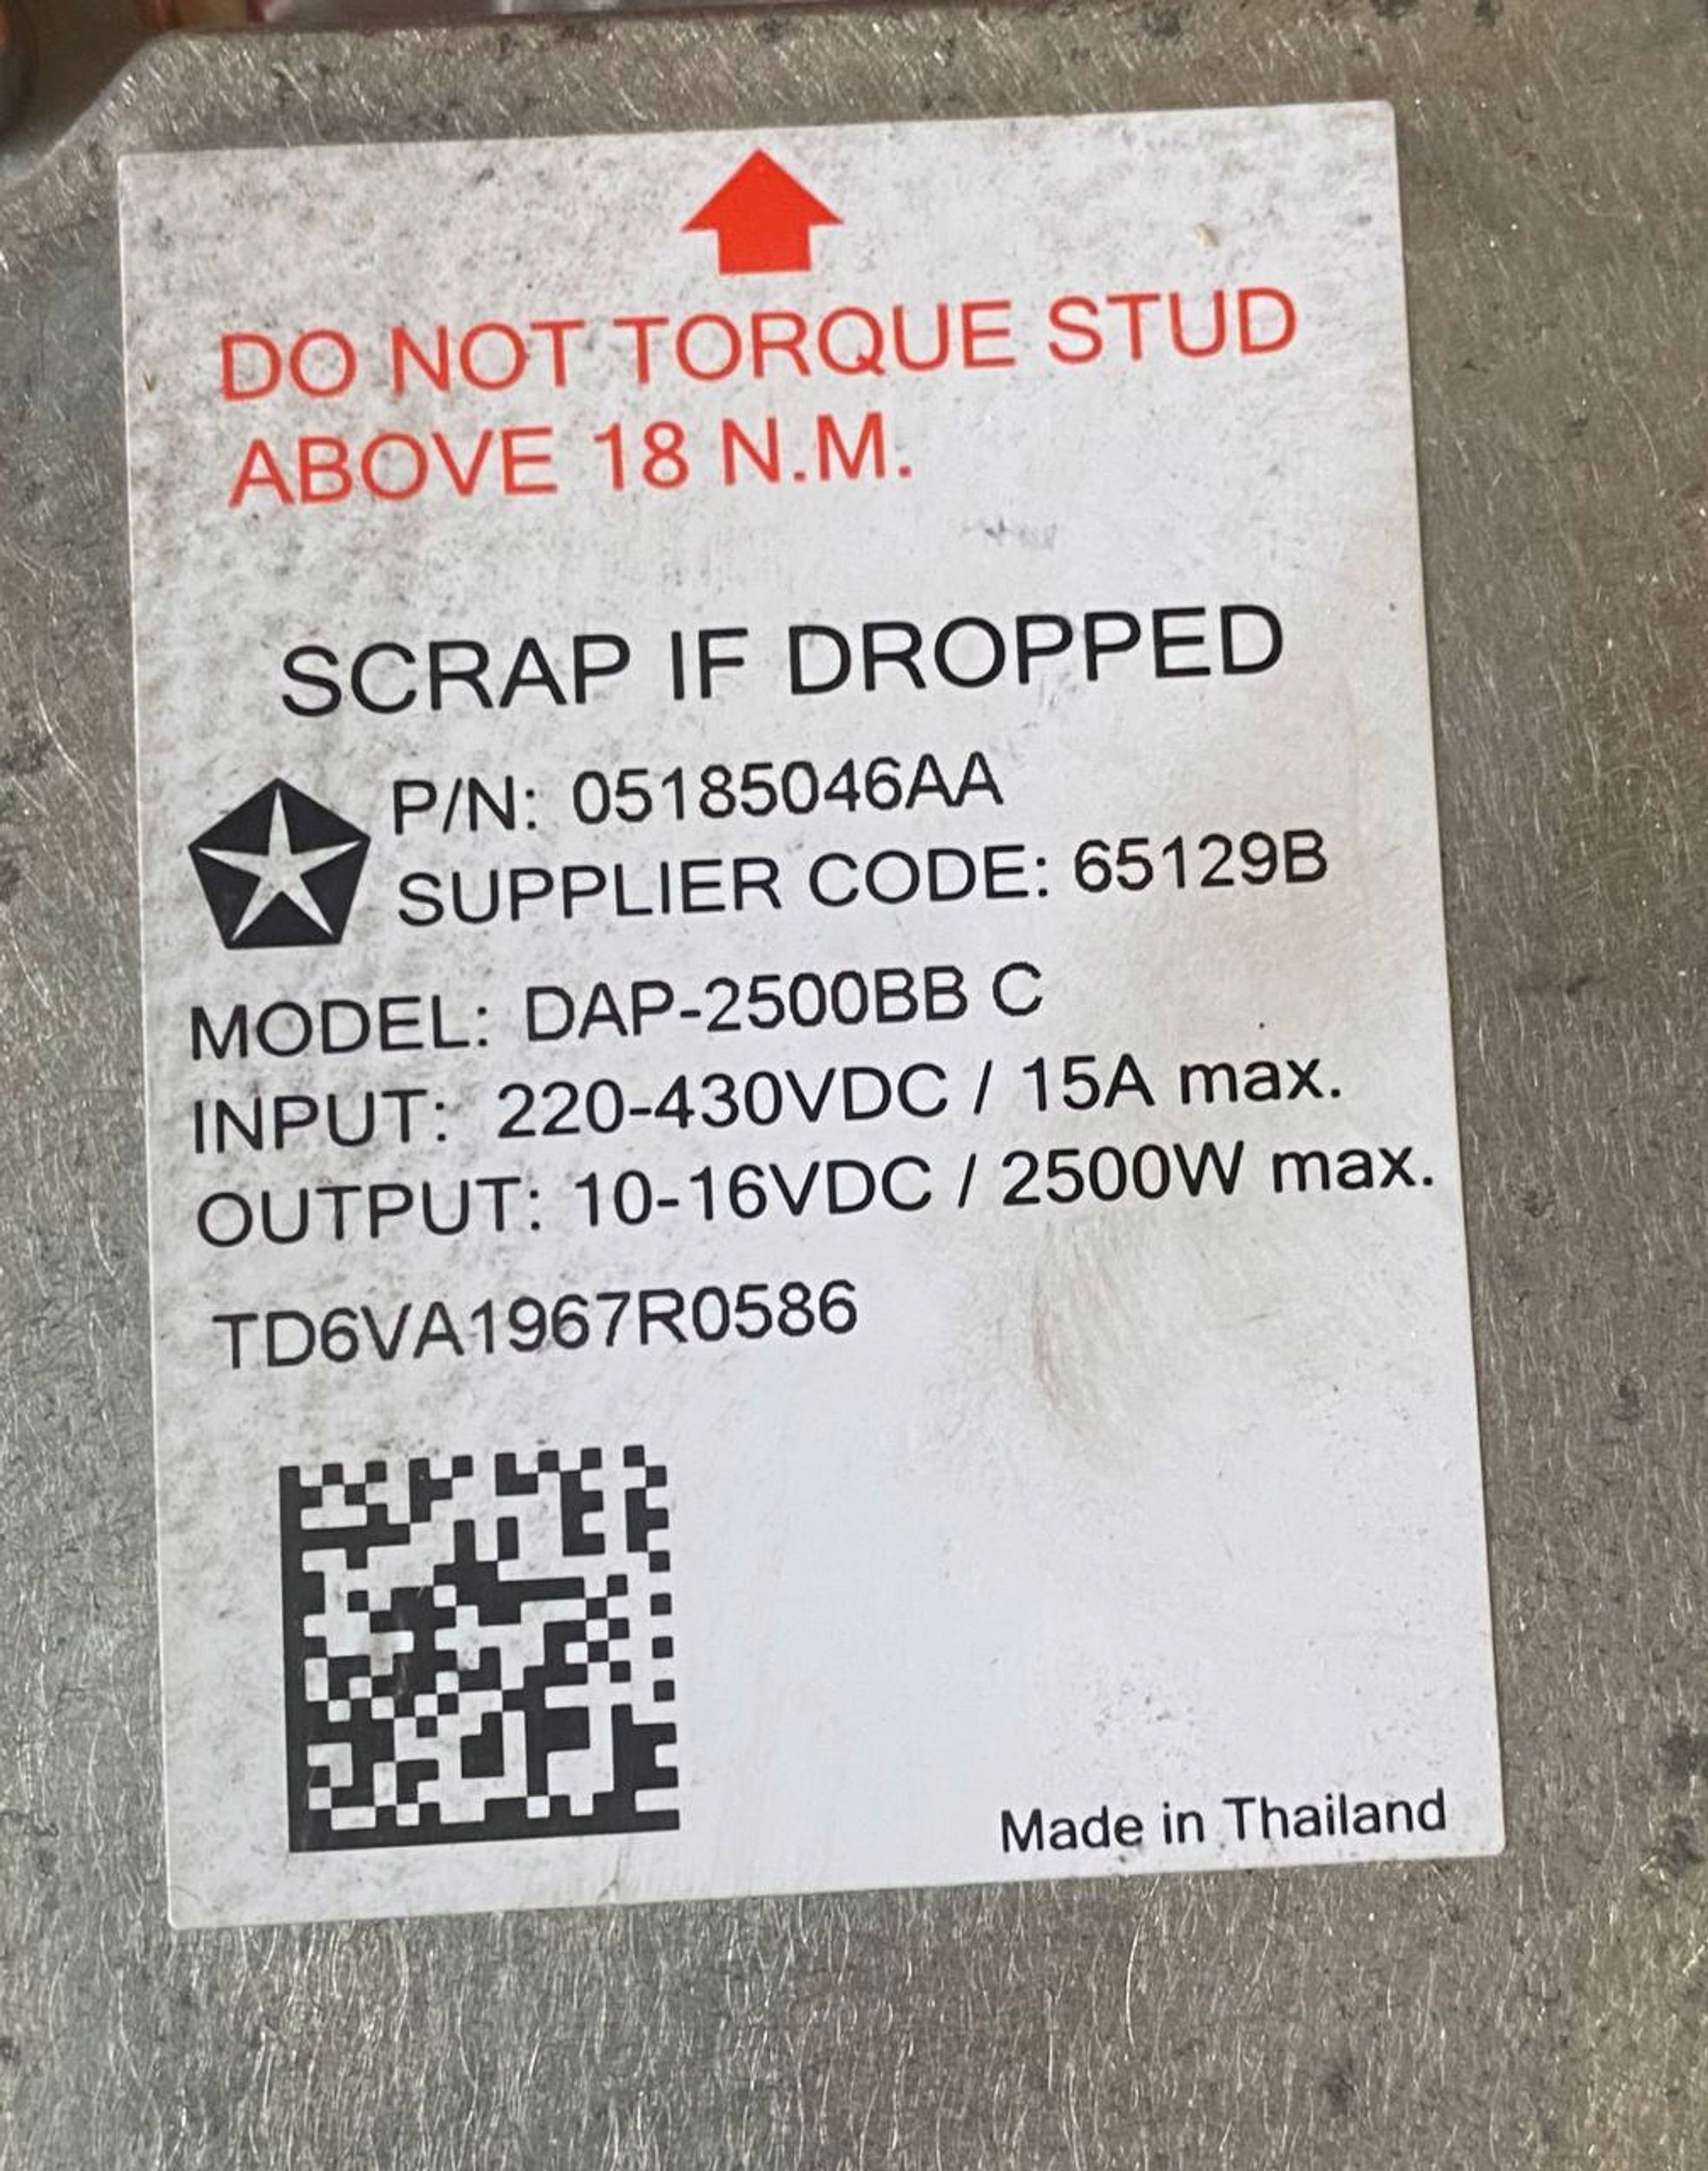 DO NOT TORQUE STUD
ABOVE 18 N.M.
SCRAP IF DROPPED
P/N: 05185046AA
SUPPLIER CODE: 65129B
MODEL: DAP-2500BB C
INPUT: 220-430VDC / 15A max.
OUTPUT: 10-16VDC / 2500W max.
TD6VA1967R0586
Made in Thailand